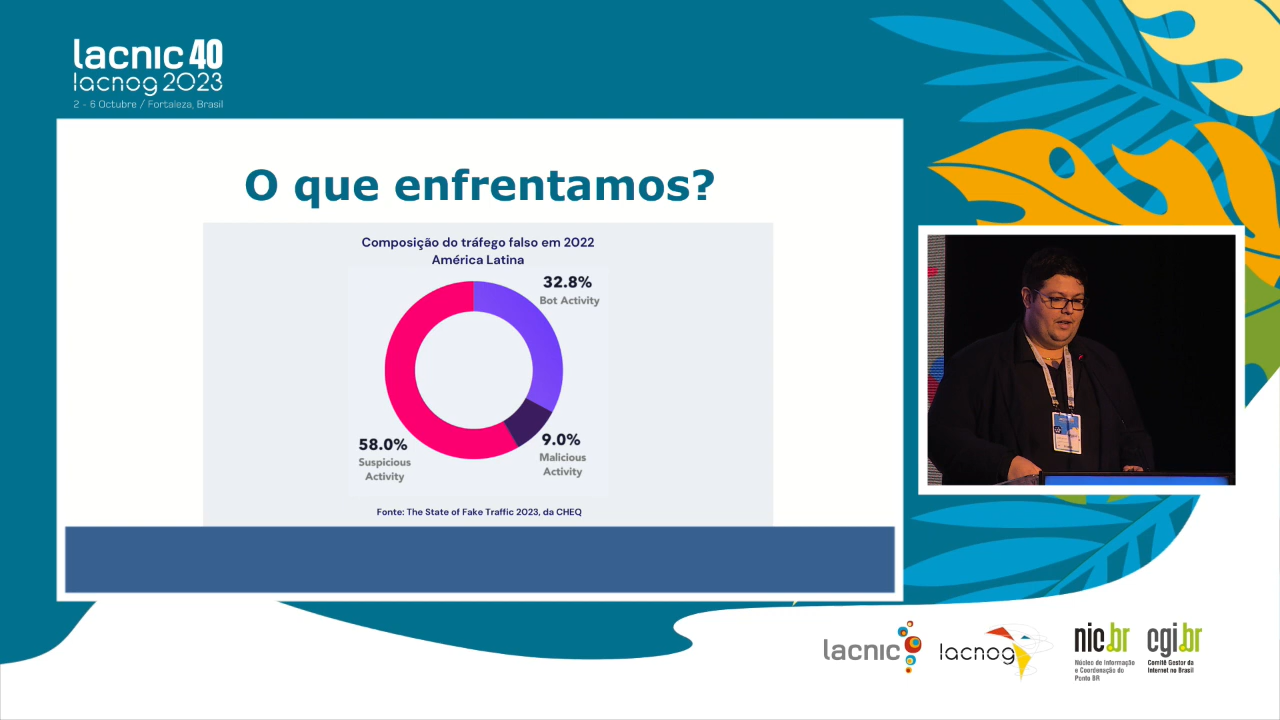 lacnic 40
lacnog 2023
2 - 6 Octubre / Fortaleza, Brasil
O que enfrentamos?
Composição do tráfego falso em 2022
América Latina
32.8%
Bot Activity
58.0%
Suspicious
Activity
9.0%
Malicious
Activity
Fonte: The State of Fake Traffic 2023, da CHEQ
lacnic
lacnog
nic.br
Núcleo de Informação
e Coordenação do
Ponto BR
cgi.br
Comitê Gestor da
Internet no Brasil